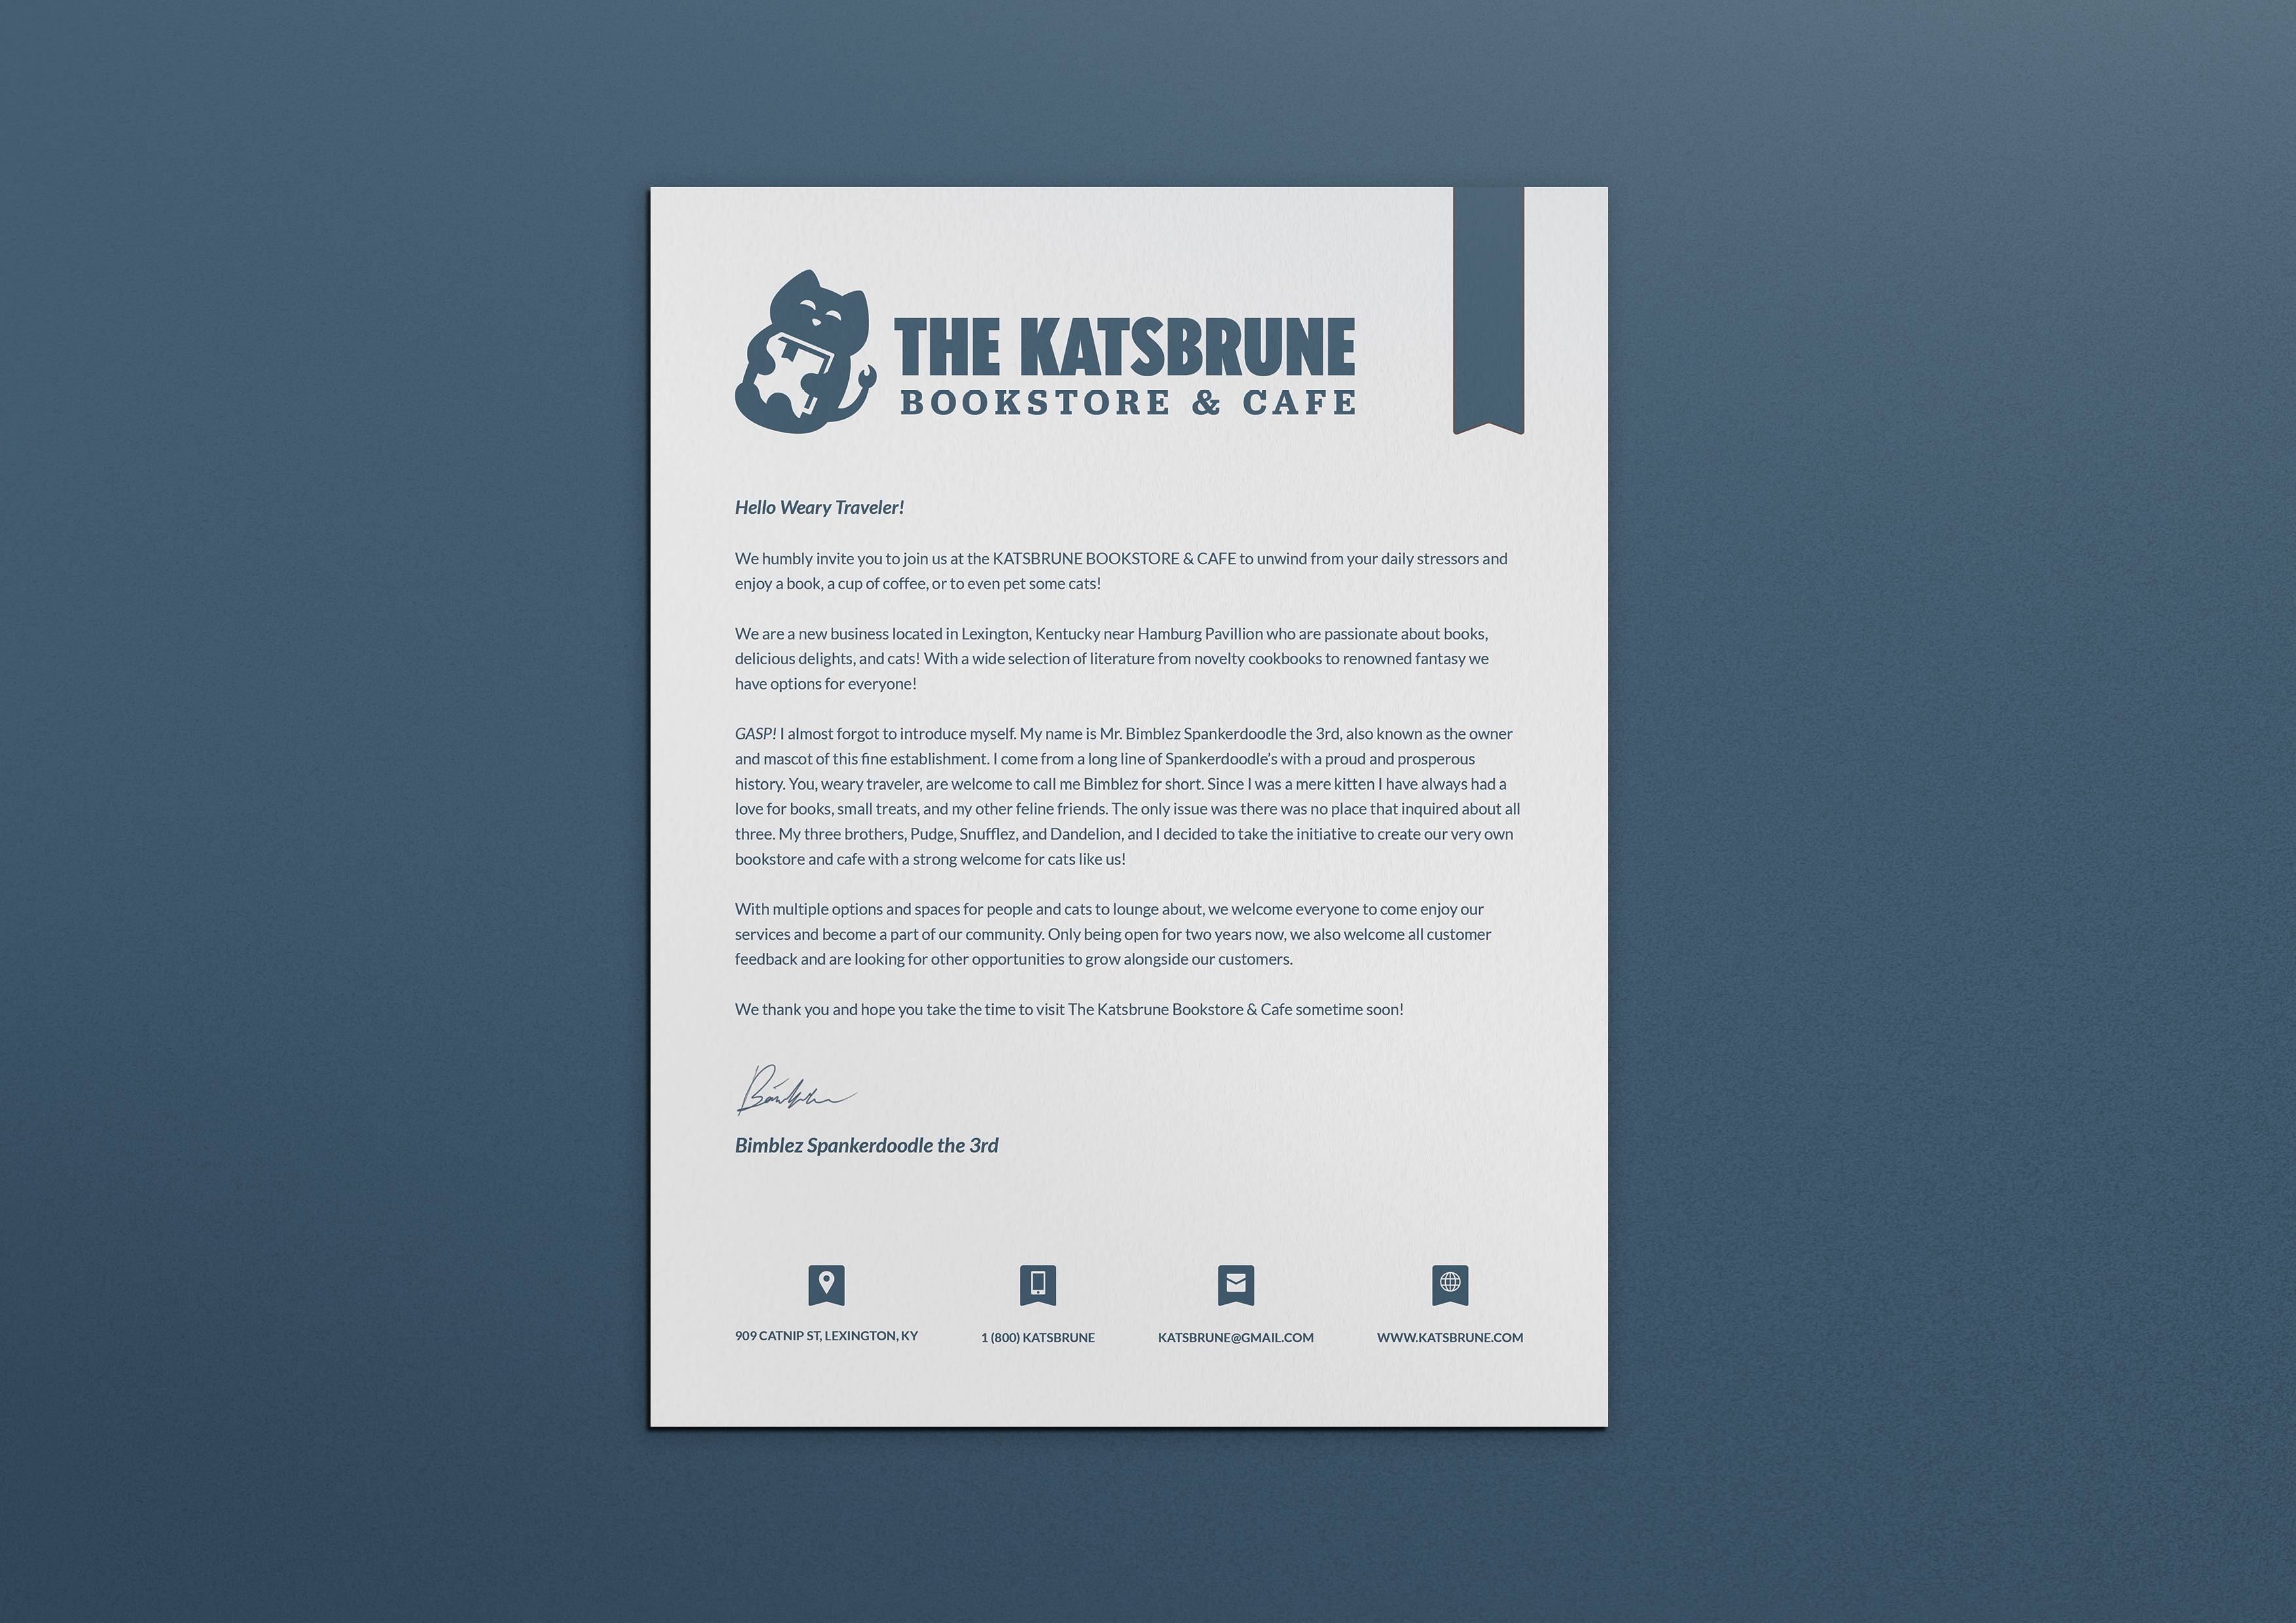 THE KATSBRUNE
BOOKSTORE & CAFE
Hello Weary Traveler!
We humbly invite you to join us at the KATSBRUNE BOOKSTORE & CAFE to unwind from your daily stressors and
enjoy a book, a cup of coffee, or to even pet some cats!
We are a new business located in Lexington, Kentucky near Hamburg Pavillion who are passionate about books,
delicious delights, and cats! With a wide selection of literature from novelty cookbooks to renowned fantasy we
have options for everyone!
GASP! I almost forgot to introduce myself. My name is Mr. Bimblez Spankerdoodle the 3rd, also known as the owner
and mascot of this fine establishment. I come from a long line of Spankerdoodle's with a proud and prosperous
history. You, weary traveler, are welcome to call me Bimblez for short. Since I was a mere kitten I have always had a
love for books, small treats, and my other feline friends. The only issue was there was no place that inquired about all
three. My three brothers, Pudge, Snufflez, and Dandelion, and I decided to take the initiative to create our very own
bookstore and cafe with a strong welcome for cats like us!
With multiple options and spaces for people and cats to lounge about, we welcome everyone to come enjoy our
services and become a part of our community. Only being open for two years now, we also welcome all customer
feedback and are looking for other opportunities to grow alongside our customers.
We thank you and hope you take the time to visit The Katsbrune Bookstore & Cafe sometime soon!
Bimblez Spankerdoodle the 3rd
909 CATNIP ST, LEXINGTON, KY
1 (800) KATSBRUNE
KATSBRUNE@GMAIL.COM
WWW.KATSBRUNE.COM